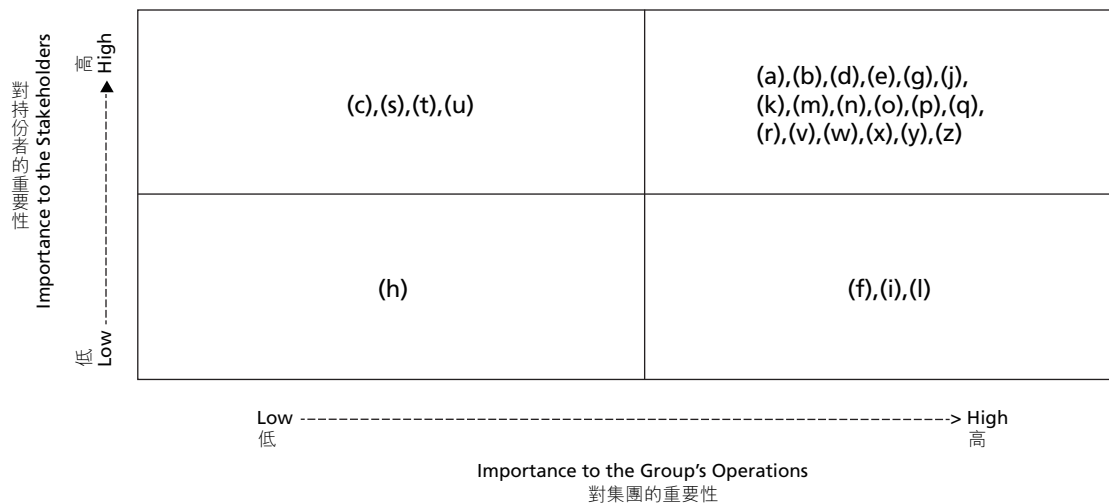 對持份者的重要性
Importance to the Stakeholders
高
High
低
Low
(c),(s),(t),(u)
(a),(b),(d),(e),(g),(j),
(k),(m),(n),(o),(p),(q),
(r),(v),(w),(x),(y),(z)
(h)
(f),(i),(l)
Low
低
High
高
Importance to the Group's Operations
對集團的重要性